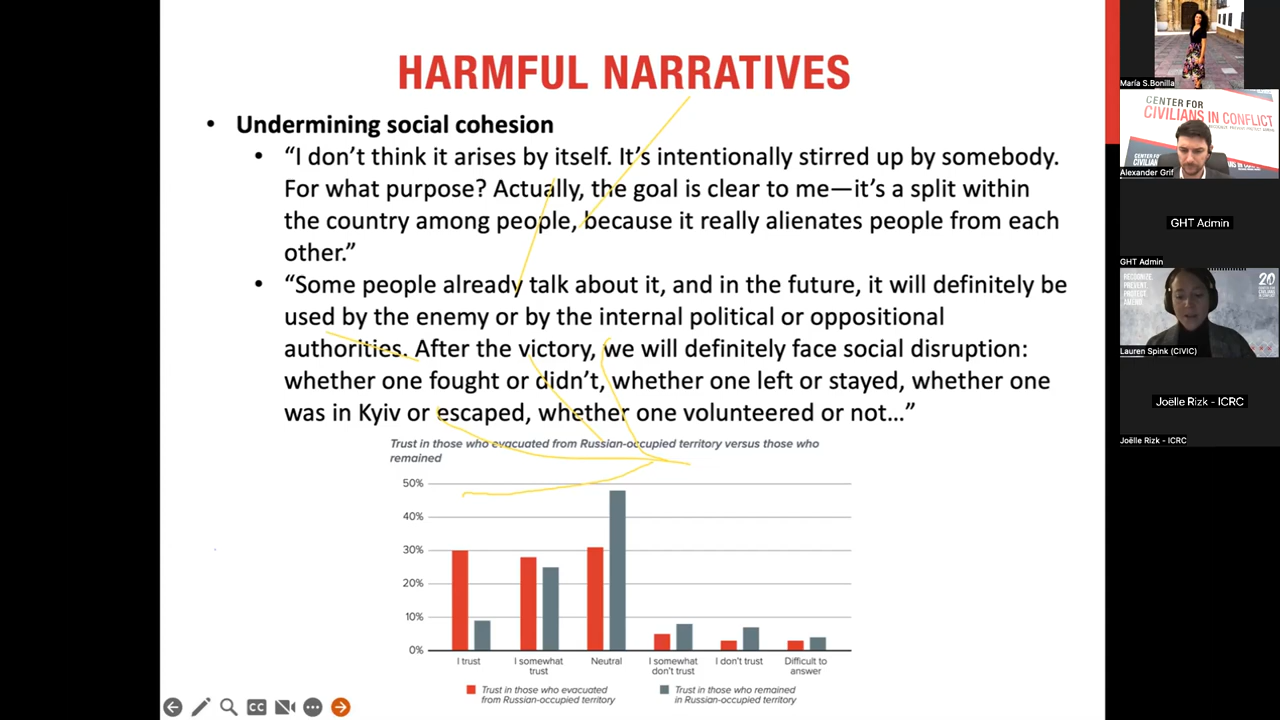 HARMFUL NARRATIVES
• Undermining social cohesion
• “I don’t think it arises by itself. It’s intentionally stirred up by somebody.
For what purpose? Actually, the goal is clear to me—it’s a split within
the country among people, because it really alienates people from each
other.”
• “Some people already talk about it, and in the future, it will definitely be
used by the enemy or by the internal political or oppositional
authorities. After the victory, we will definitely face social disruption:
whether one fought or didn’t, whether one left or stayed, whether one
was in Kyiv or escaped, whether one volunteered or not…”
Trust in those who evacuated from Russian-occupied territory versus those who
remained
50%
40%
30%
20%
10%
0%
I trust
I somewhat
trust
Neutral
I somewhat
don’t trust
I don’t trust
Difficult to
answer
Trust in those who evacuated
from Russian-occupied territory
Trust in those who remained
in Russian-occupied territory
CC
María S.Bonilla
CENTER FOR
CIVILIANS IN CONFLICT
Alexander Grif
GHT Admin
GHT Admin
RECOGNIZE.
PREVENT.
PROTECT.
AMEND.
20
Lauren Spink (CIVIC)
Joëlle Rizk - ICRC
Joëlle Rizk - ICRC